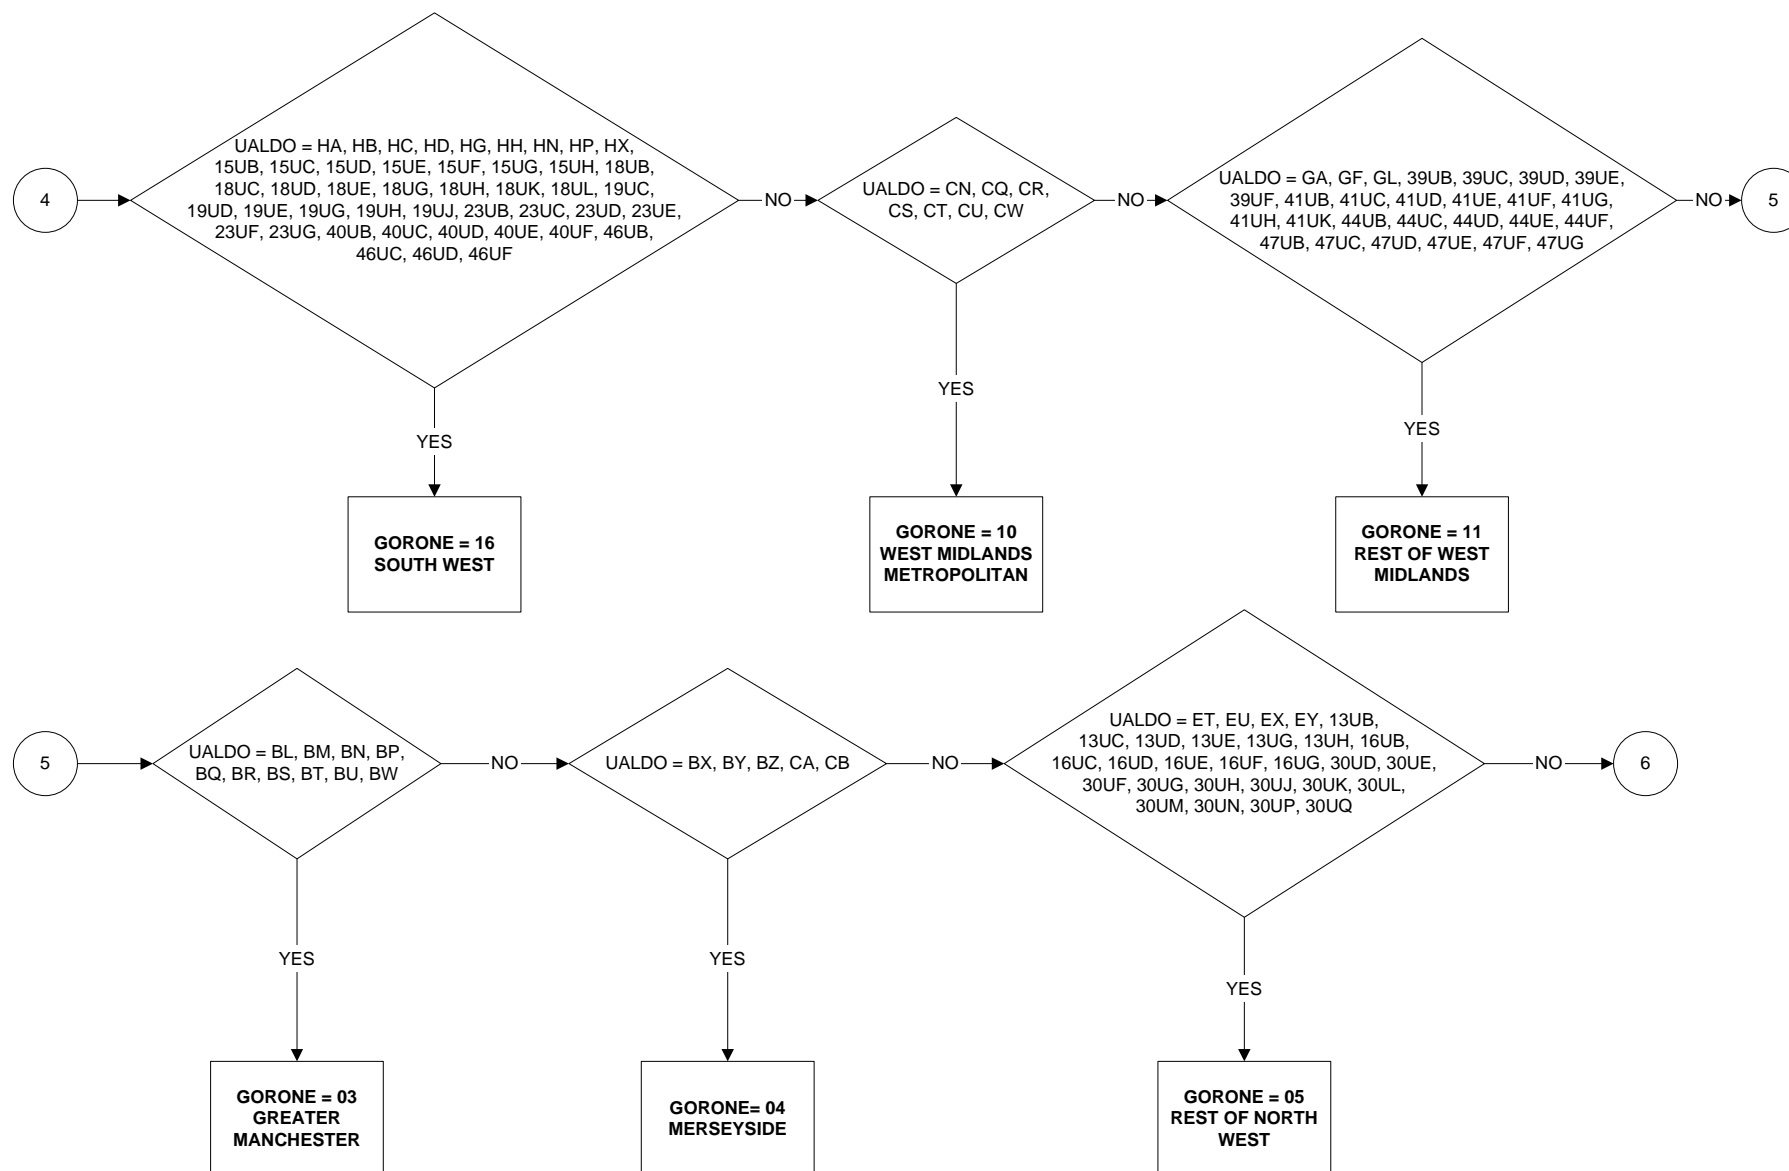 4
UALDO = HA, HB, HC, HD, HG, HH, HN, HP, HX,
15UB, 15UC, 15UD, 15UE, 15UF, 15UG, 15UH, 18UB,
18UC, 18UD, 18UE, 18UG, 18UH, 18UK, 18UL, 19UC,
19UD, 19UE, 19UG, 19UH, 19UJ, 23UB, 23UC, 23UD, 23UE,
23UF, 23UG, 40UB, 40UC, 40UD, 40UE, 40UF, 46UB,
46UC, 46UD, 46UF
NO
UALDO = CN, CQ, CR,
CS, CT, CU, CW
NO
UALDO = GA, GF, GL, 39UB, 39UC, 39UD, 39UE,
39UF, 41UB, 41UC, 41UD, 41UE, 41UF, 41UG,
41UH, 41UK, 44UB, 44UC, 44UD, 44UE, 44UF,
47UB, 47UC, 47UD, 47UE, 47UF, 47UG
NO
5
YES
YES
YES
GORONE = 16
SOUTH WEST
GORONE = 10
WEST MIDLANDS
METROPOLITAN
GORONE = 11
REST OF WEST
MIDLANDS
5
UALDO = BL, BM, BN, BP,
BQ, BR, BS, BT, BU, BW
NO
UALDO = BX, BY, BZ, CA, CB
NO
UALDO = ET, EU, EX, EY, 13UB,
13UC, 13UD, 13UE, 13UG, 13UH, 16UB,
16UC, 16UD, 16UE, 16UF, 16UG, 30UD, 30UE,
30UF, 30UG, 30UH, 30UJ, 30UK, 30UL,
30UM, 30UN, 30UP, 30UQ
NO
6
YES
YES
YES
GORONE = 03
GREATER
MANCHESTER
GORONE= 04
MERSEYSIDE
GORONE = 05
REST OF NORTH
WEST